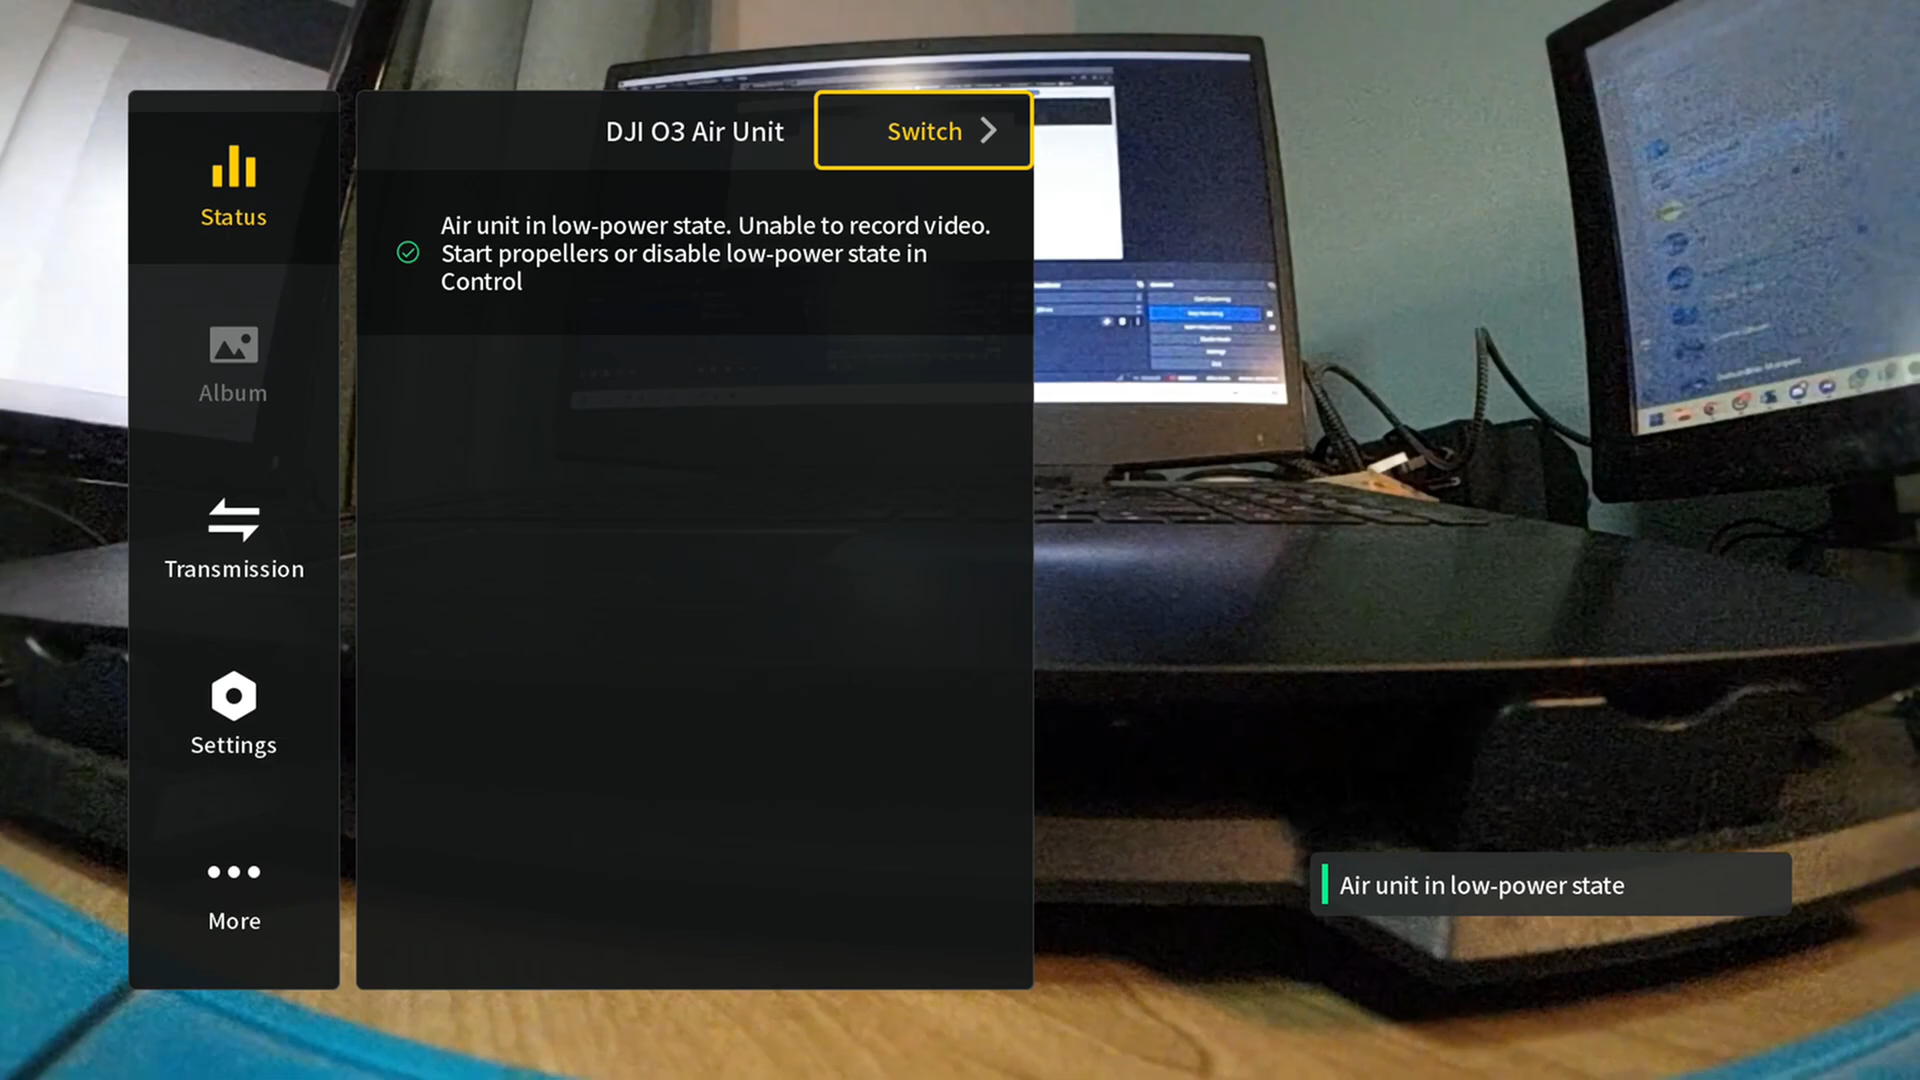 DJI O3 Air Unit
Switch
Status
Air unit in low-power state. Unable to record video.
Start propellers or disable low-power state in
Control
Album
Transmission
Settings
More
Air unit in low-power state